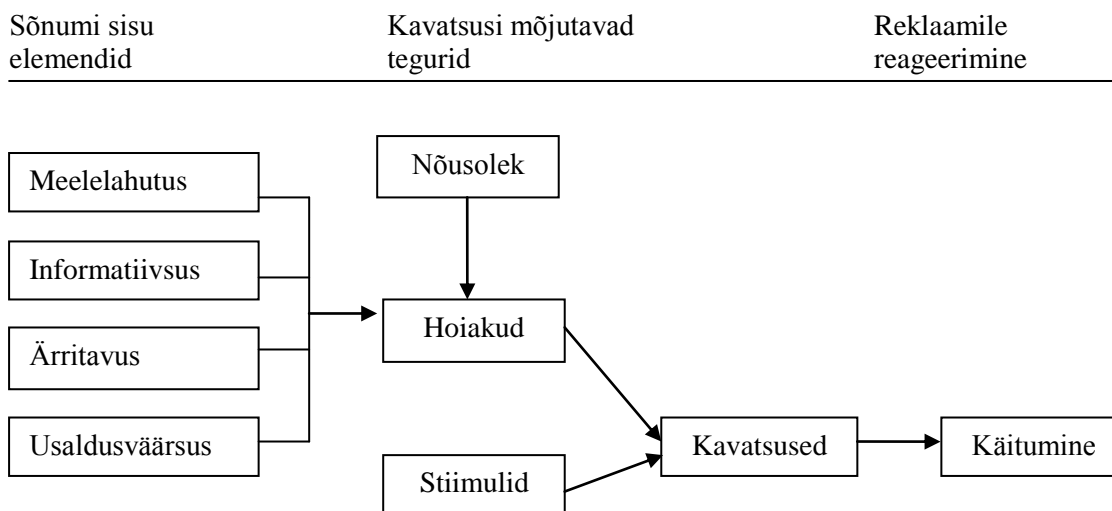 Sõnumi sisu
elemendid
Kavatsusi mõjutavad
tegurid
Reklaamile
reageerimine
Meelelahutus
Informatiivsus
Ärritavus
Usaldusväärsus
Nõusolek
Hoiakud
Stiimulid
Kavatsused
Käitumine